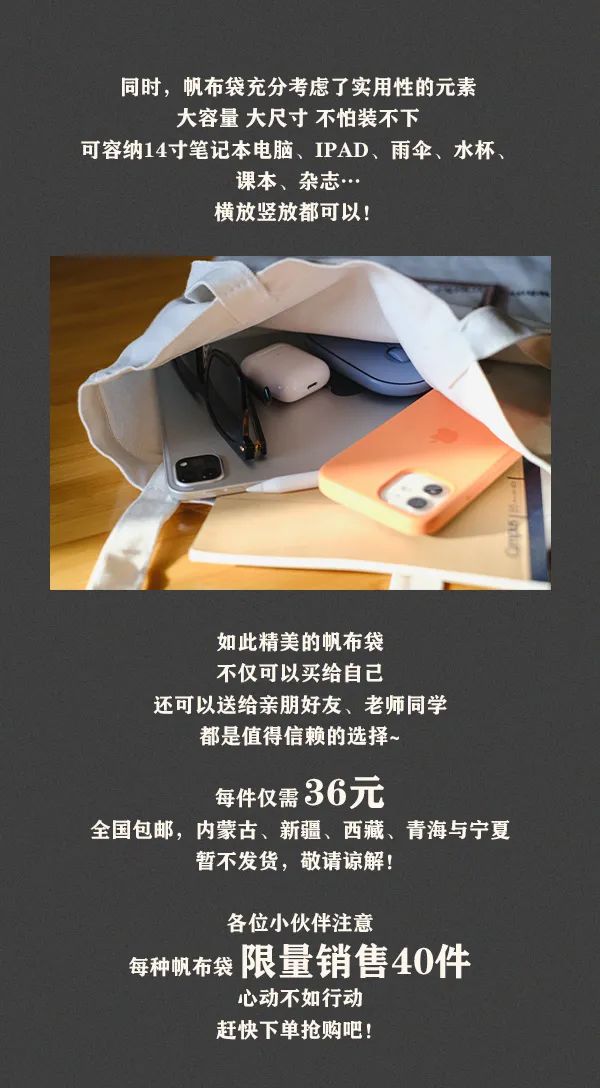 同时，帆布袋充分考虑了实用性的元素
大容量 大尺寸 不怕装不下
可容纳14寸笔记本电脑、IPAD、雨伞、水杯、
课本、杂志…
横放竖放都可以！
Campus
如此精美的帆布袋
不仅可以买给自己
还可以送给亲朋好友、老师同学
都是值得信赖的选择~
每件仅需 36元
全国包邮，内蒙古、新疆、西藏、青海与宁夏
暂不发货，敬请谅解！
各位小伙伴注意
每种帆布袋 限量销售40件
心动不如行动
赶快下单抢购吧！